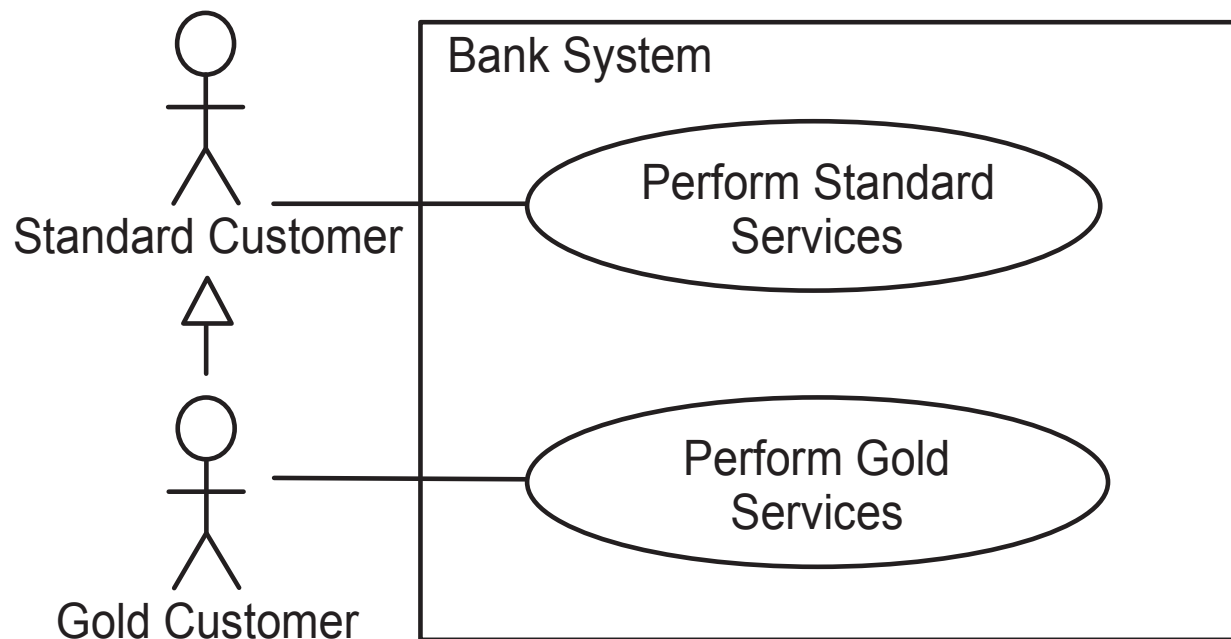 Bank System
Perform Standard
Services
Standard Customer
Perform Gold
Services
Gold Customer